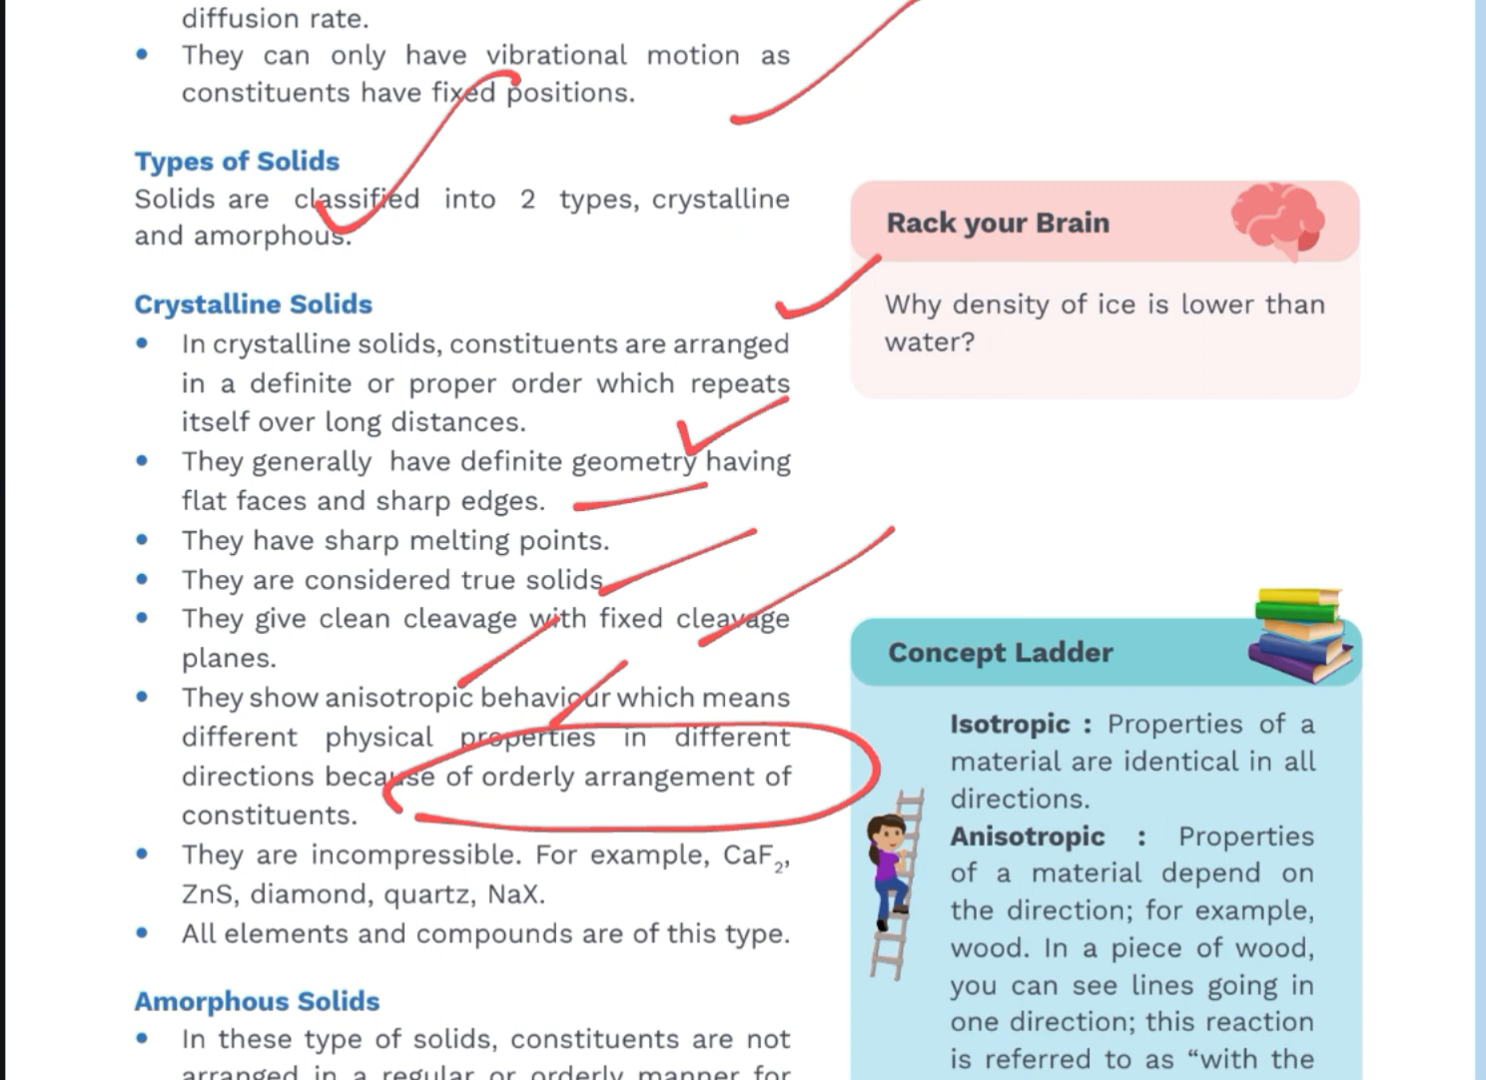 diffusion rate.
• They can only have vibrational motion as
constituents have fixed positions.
Types of Solids
Solids are classified into 2 types, crystalline
and amorphous.
Crystalline Solids
• In crystalline solids, constituents are arranged
in a definite or proper order which repeats
itself over long distances.
• They generally have definite geometry having
flat faces and sharp edges.
• They have sharp melting points.
• They are considered true solids.
• They give clean cleavage with fixed cleavage
planes.
• They show anisotropic behaviour which means
different physical properties in different
directions because of orderly arrangement of
constituents.
• They are incompressible. For example, CaF₂,
ZnS, diamond, quartz, NaX.
• All elements and compounds are of this type.
Amorphous Solids
• In these type of solids, constituents are not
arranged in a regular or orderly manner for
Rack your Brain
Why density of ice is lower than
water?
Concept Ladder
Isotropic : Properties of a
material are identical in all
directions.
Anisotropic : Properties
of a material depend on
the direction; for example,
wood. In a piece of wood,
you can see lines going in
one direction; this reaction
is referred to as “with the